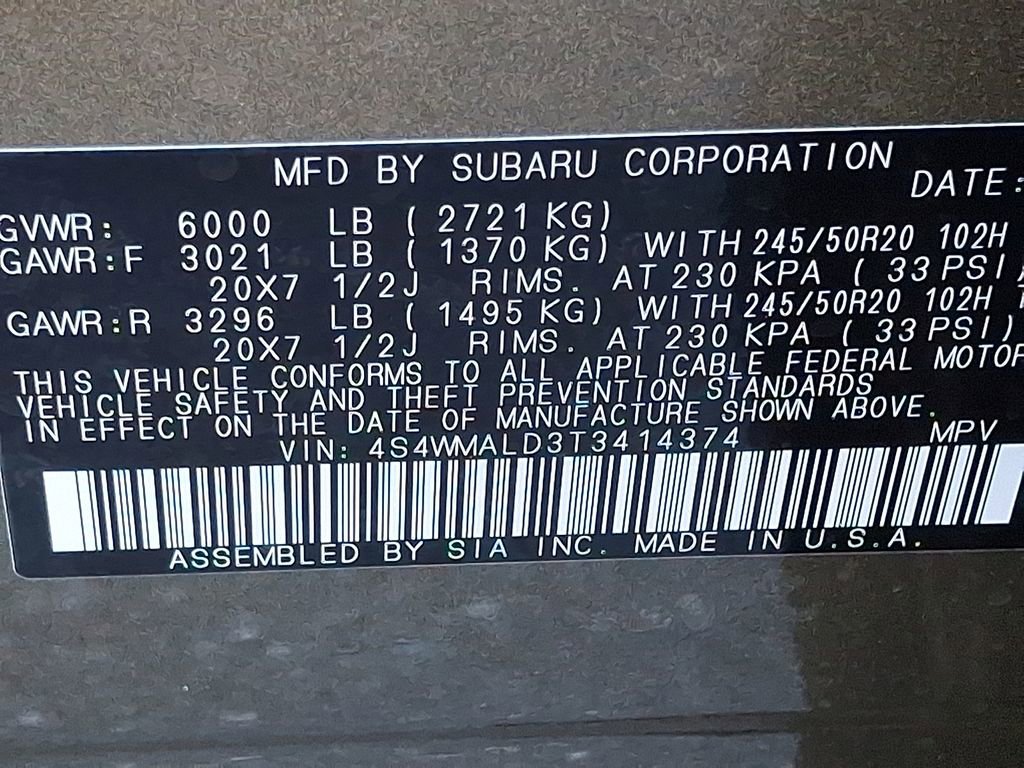 MFD BY SUBARU CORPORATION
DATE:
GVWR: 6000 LB ( 2721 KG)
GAWR:F 3021 LB ( 1370 KG) WITH 245/50R20 102H
20X7 1/2J RIMS. AT 230 KPA ( 33 PSI)
GAWR:R 3296 LB ( 1495 KG) WITH 245/50R20 102H
20X7 1/2J RIMS. AT 230 KPA ( 33 PSI)
THIS VEHICLE CONFORMS TO ALL APPLICABLE FEDERAL MOTOR
VEHICLE SAFETY AND THEFT PREVENTION STANDARDS
IN EFFECT ON THE DATE OF MANUFACTURE SHOWN ABOVE.
VIN: 4S4WMALD3T3414374 MPV
ASSEMBLED BY SIA INC. MADE IN U.S.A.